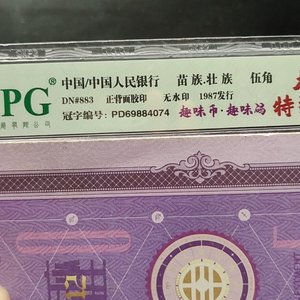 PG®
中国/中国人民银行 苗族.壮族 伍角
DN#883 正背面胶印 无水印 1987发行
冠字编号: PD69884074 趣味币·趣味码
特